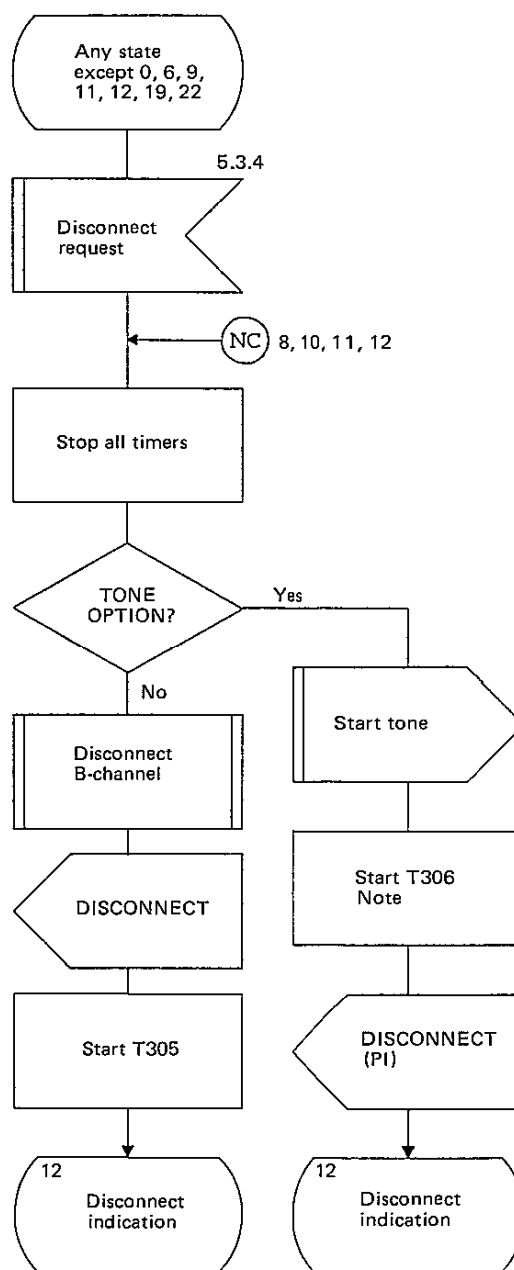 Any state
except 0, 6, 9,
11, 12, 19, 22
5.3.4
Disconnect
request
NC 8, 10, 11, 12
Stop all timers
TONE
OPTION?
Yes
No
Start tone
Disconnect
B-channel
Start T306
Note
DISCONNECT
Start T305
DISCONNECT
(PI)
12
Disconnect
indication
12
Disconnect
indication